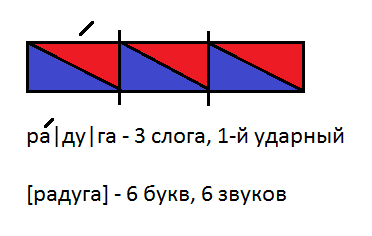 ра́|ду|га - 3 слога, 1-й ударный
[радуга] - 6 букв, 6 звуков